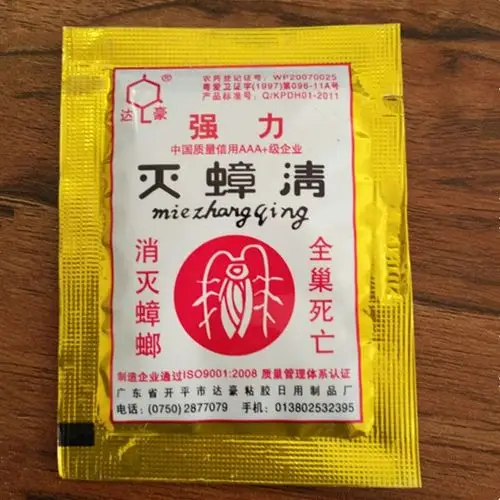 农药登记证号：WP20070025
粤爱卫证字(1997)第096-11A号
产品标准号：Q/KPDH01-2011
®
达豪
强力
中国质量信用AAA+级企业
灭蟑清
miezhangqing
消灭蟑螂
全巢死亡
制造企业通过ISO9001:2008 质量管理体系认证
广东省开平市达豪粘胶日用制品厂
电话：(0750) 2877079 手机：013802532395